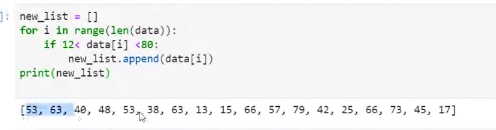 ]: new_list = []
for i in range(len(data)):
    if 12< data[i] <80:
        new_list.append(data[i])
print(new_list)
[53, 63, 40, 48, 53, 38, 63, 13, 15, 66, 57, 79, 42, 25, 66, 73, 45, 17]